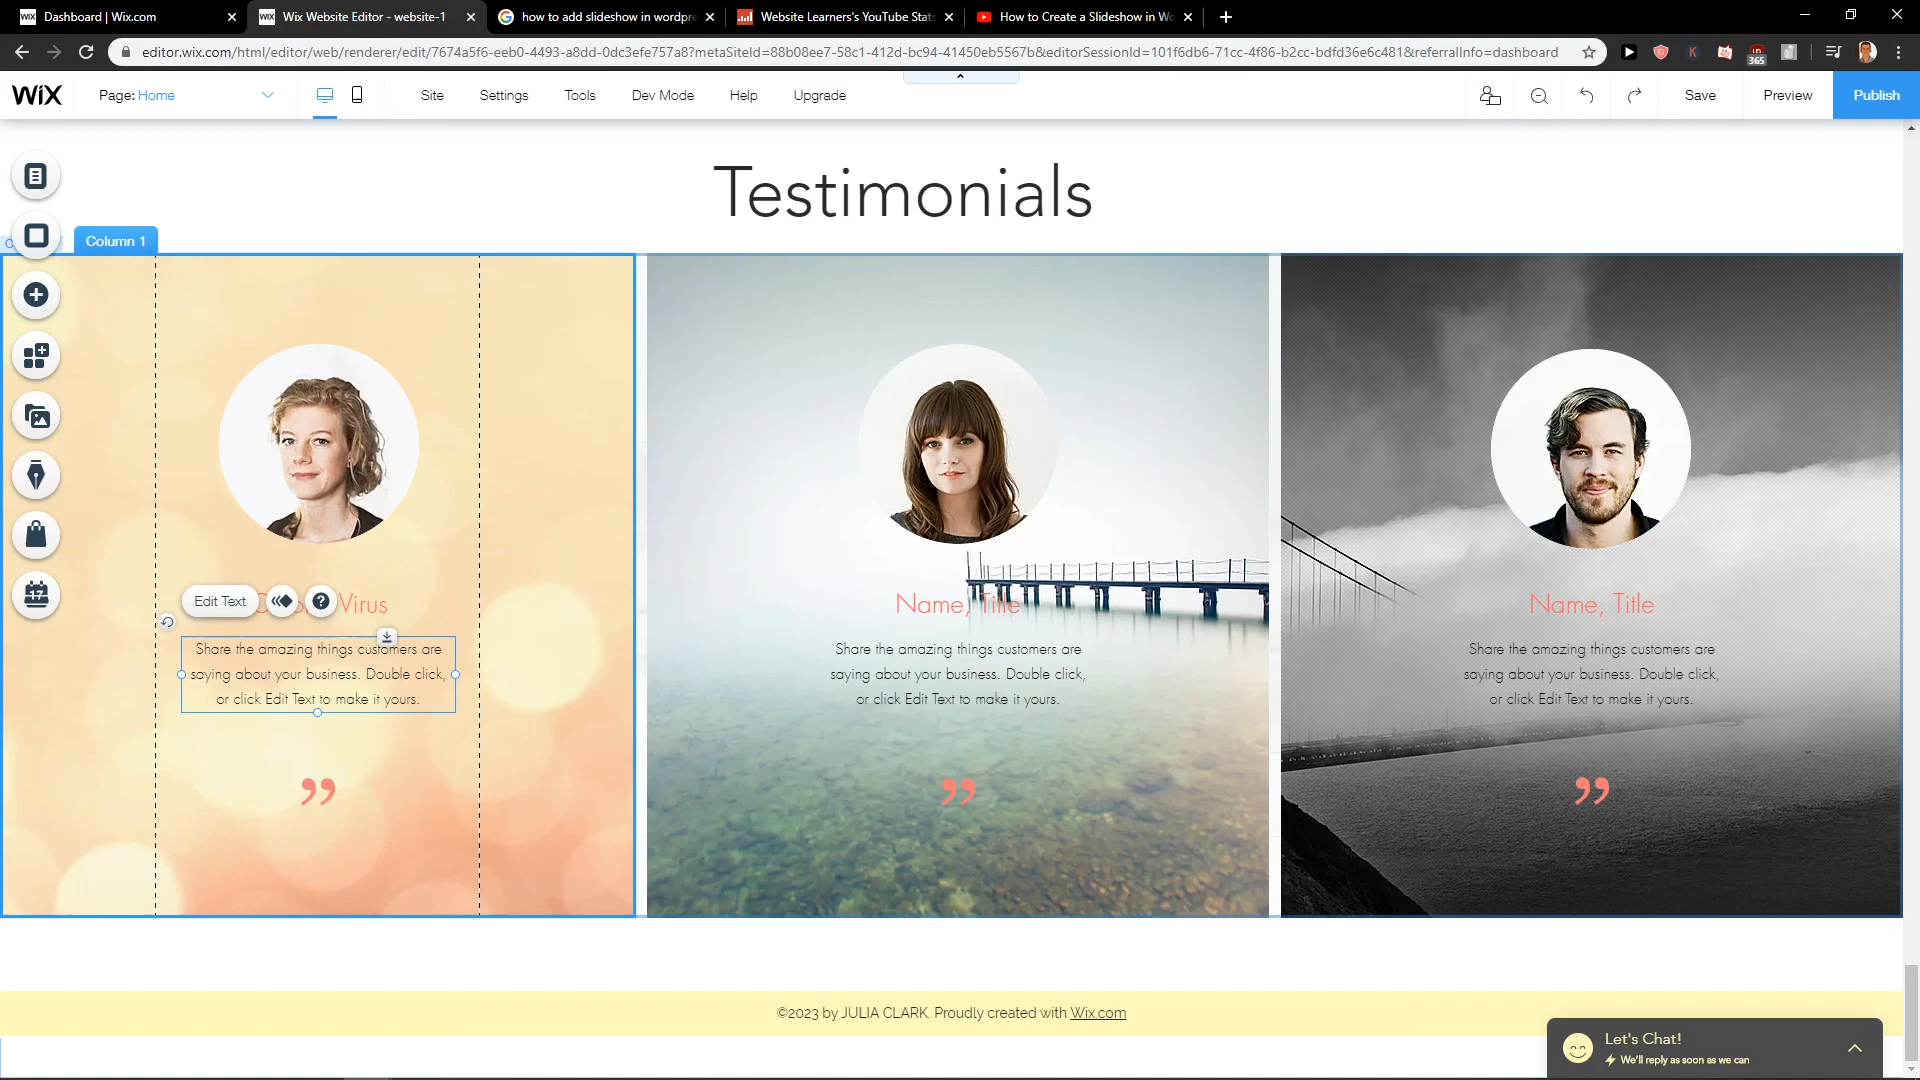 Dashboard | Wix.com
Wix Website Editor - website-1
how to add slideshow in wordpre
Website Learners's YouTube Stats
How to Create a Slideshow in Wo
editor.wix.com/html/editor/web/renderer/edit/7674a5f6-eeb0-4493-a8dd-0dc3efe757a8?metaSiteId=88b08ee7-58c1-412d-bc94-41450eb5567b&editorSessionId=101f6db6-71cc-4f86-b2cc-bdfd36e6c481&referralInfo=dashboard
365
WiX
Page: Home
Site
Settings
Tools
Dev Mode
Help
Upgrade
Save
Preview
Publish
Testimonials
Column 1
17
Edit Text
Virus
Share the amazing things customers are
saying about your business. Double click,
or click Edit Text to make it yours.
”
Name, Title
Share the amazing things customers are
saying about your business. Double click,
or click Edit Text to make it yours.
”
Name, Title
Share the amazing things customers are
saying about your business. Double click,
or click Edit Text to make it yours.
”
©2023 by JULIA CLARK. Proudly created with Wix.com
Let's Chat!
We'll reply as soon as we can